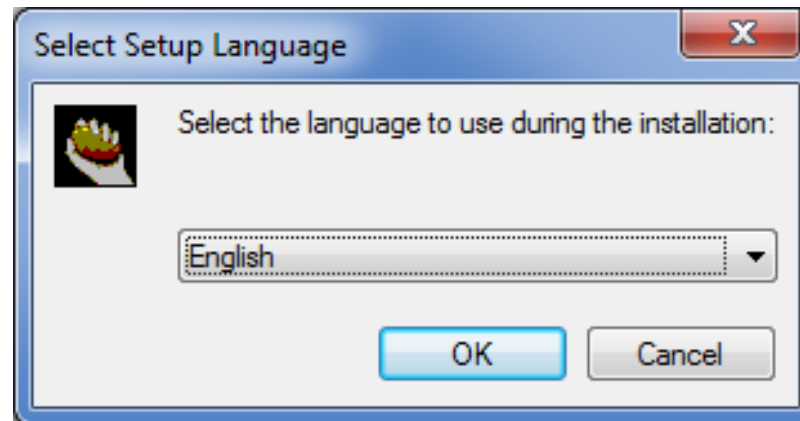 Select Setup Language
Select the language to use during the installation:
English
OK
Cancel